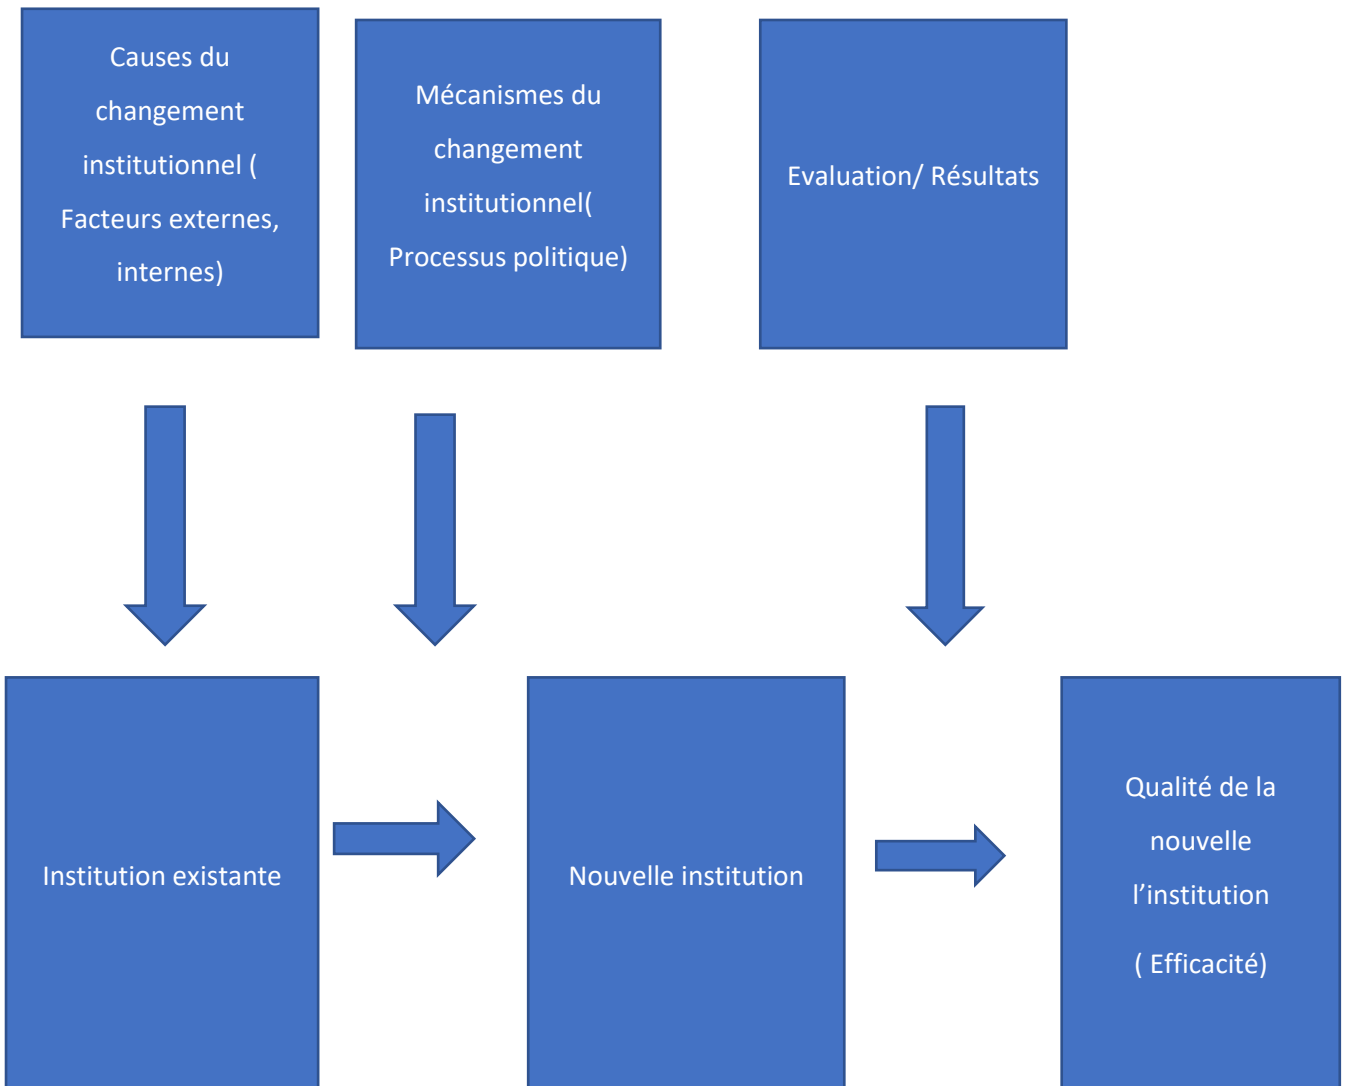 Causes du
changement
institutionnel (
Facteurs externes,
internes)
Mécanismes du
changement
institutionnel(
Processus politique)
Evaluation/ Résultats
Institution existante
Nouvelle institution
Qualité de la
nouvelle
l’institution
( Efficacité)